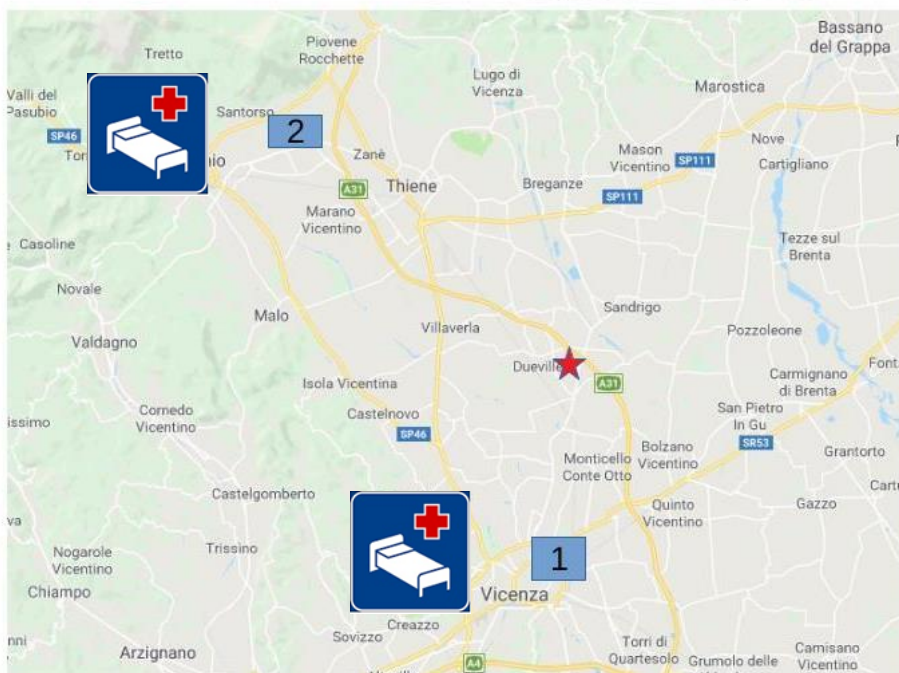 Bassano
del Grappa
Tretto
Piovene
Rocchette
Lugo di
Vicenza
Marostica
Valli del
Pasubio
SP46
Santorso
2
Zanè
Mason
Vicentino
SP111
Nove
Cartigliano
Thiene
Breganze
SP111
A31
Marano
Vicentino
Casoline
Tezze sul
Brenta
Novale
Malo
Sandrigo
Villaverla
Pozzoleone
Valdagno
Dueville
A31
Carmignano
di Brenta
Isola Vicentina
Castelnovo
SP46
Cornedo
Vicentino
San Pietro
In Gu
SR53
Bolzano
Vicentino
Monticello
Conte Otto
Grantorto
Castelgomberto
Quinto
Vicentino
Gazzo
Nogarole
Vicentino
Trissino
1
Chiampo
Vicenza
Creazzo
Sovizzo
Arzignano
A4
Torri di
Quartesolo
Grumolo delle
Camisano
Vicentino